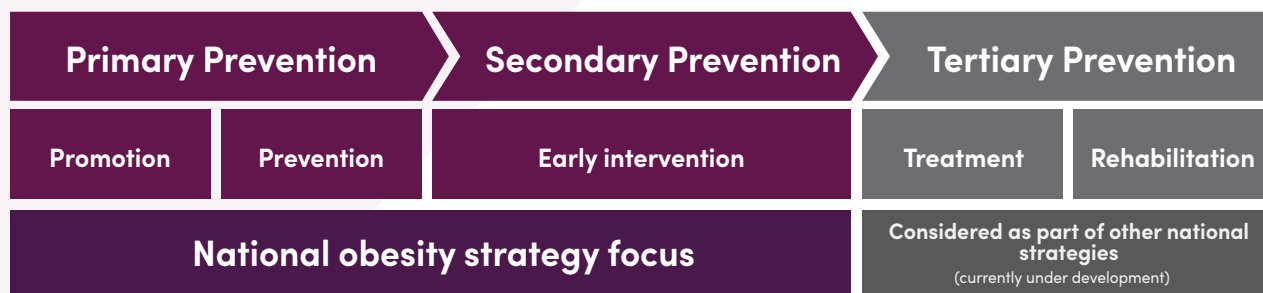 Primary Prevention
Secondary Prevention
Tertiary Prevention
Promotion
Prevention
Early intervention
Treatment
Rehabilitation
National obesity strategy focus
Considered as part of other national
strategies
(currently under development)